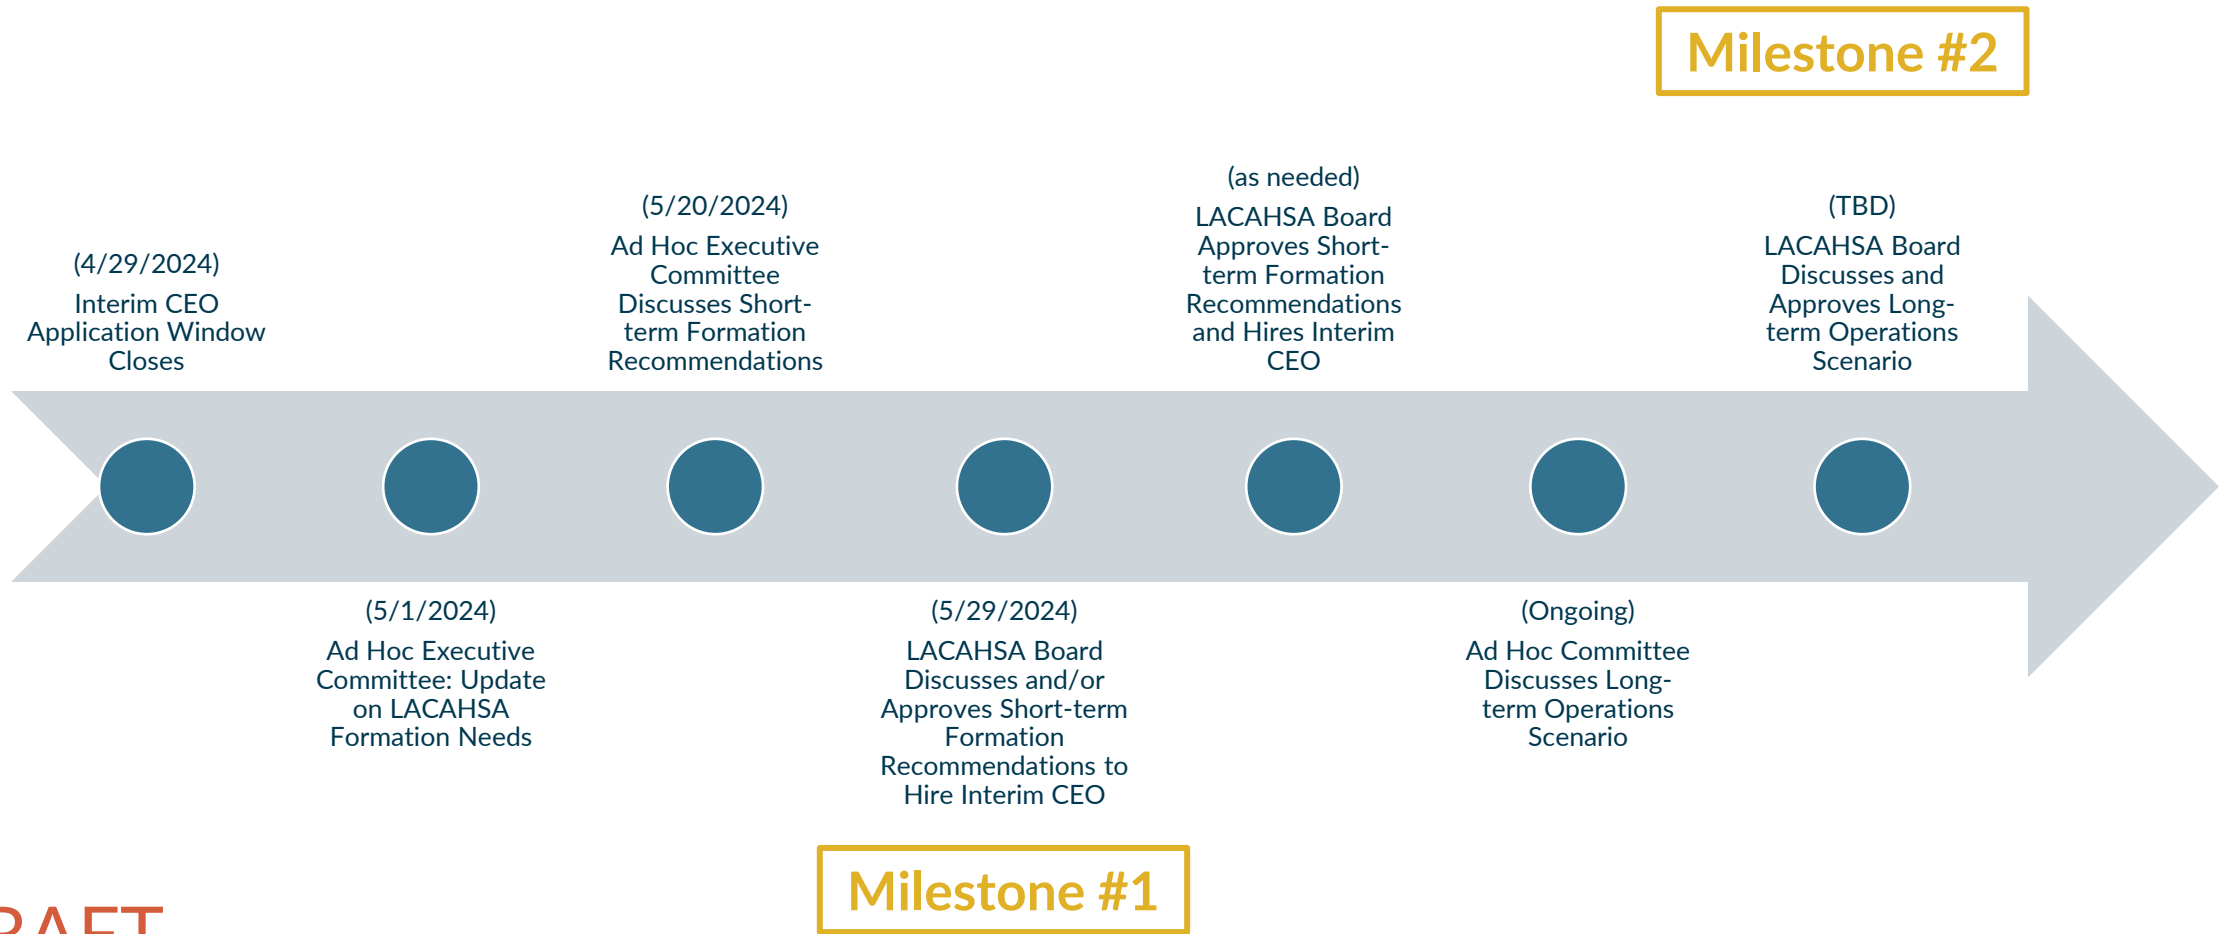 Milestone #2
(4/29/2024)
Interim CEO
Application Window
Closes
(5/20/2024)
Ad Hoc Executive
Committee
Discusses Short-
term Formation
Recommendations
(as needed)
LACAHSA Board
Approves Short-
term Formation
Recommendations
and Hires Interim
CEO
(TBD)
LACAHSA Board
Discusses and
Approves Long-
term Operations
Scenario
(5/1/2024)
Ad Hoc Executive
Committee: Update
on LACAHSA
Formation Needs
(5/29/2024)
LACAHSA Board
Discusses and/or
Approves Short-term
Formation
Recommendations to
Hire Interim CEO
(Ongoing)
Ad Hoc Committee
Discusses Long-
term Operations
Scenario
Milestone #1
RAFT